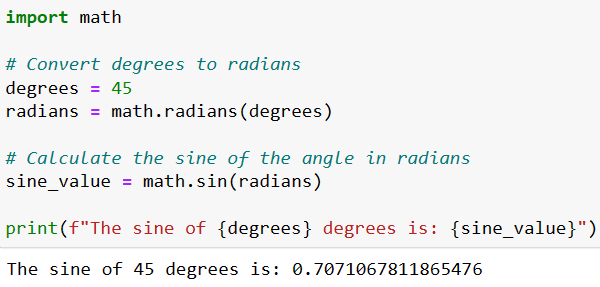 import math
# Convert degrees to radians
degrees = 45
radians = math.radians(degrees)
# Calculate the sine of the angle in radians
sine_value = math.sin(radians)
print(f"The sine of {degrees} degrees is: {sine_value}")
The sine of 45 degrees is: 0.7071067811865476